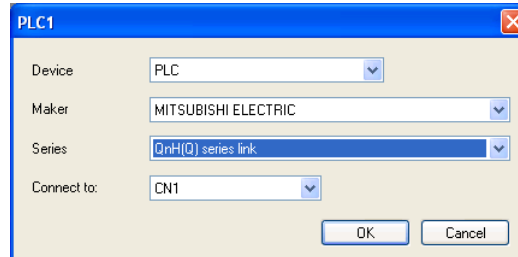 PLC1
Device PLC
Maker MITSUBISHI ELECTRIC
Series QnH(Q) series link
Connect to: CN1
OK Cancel